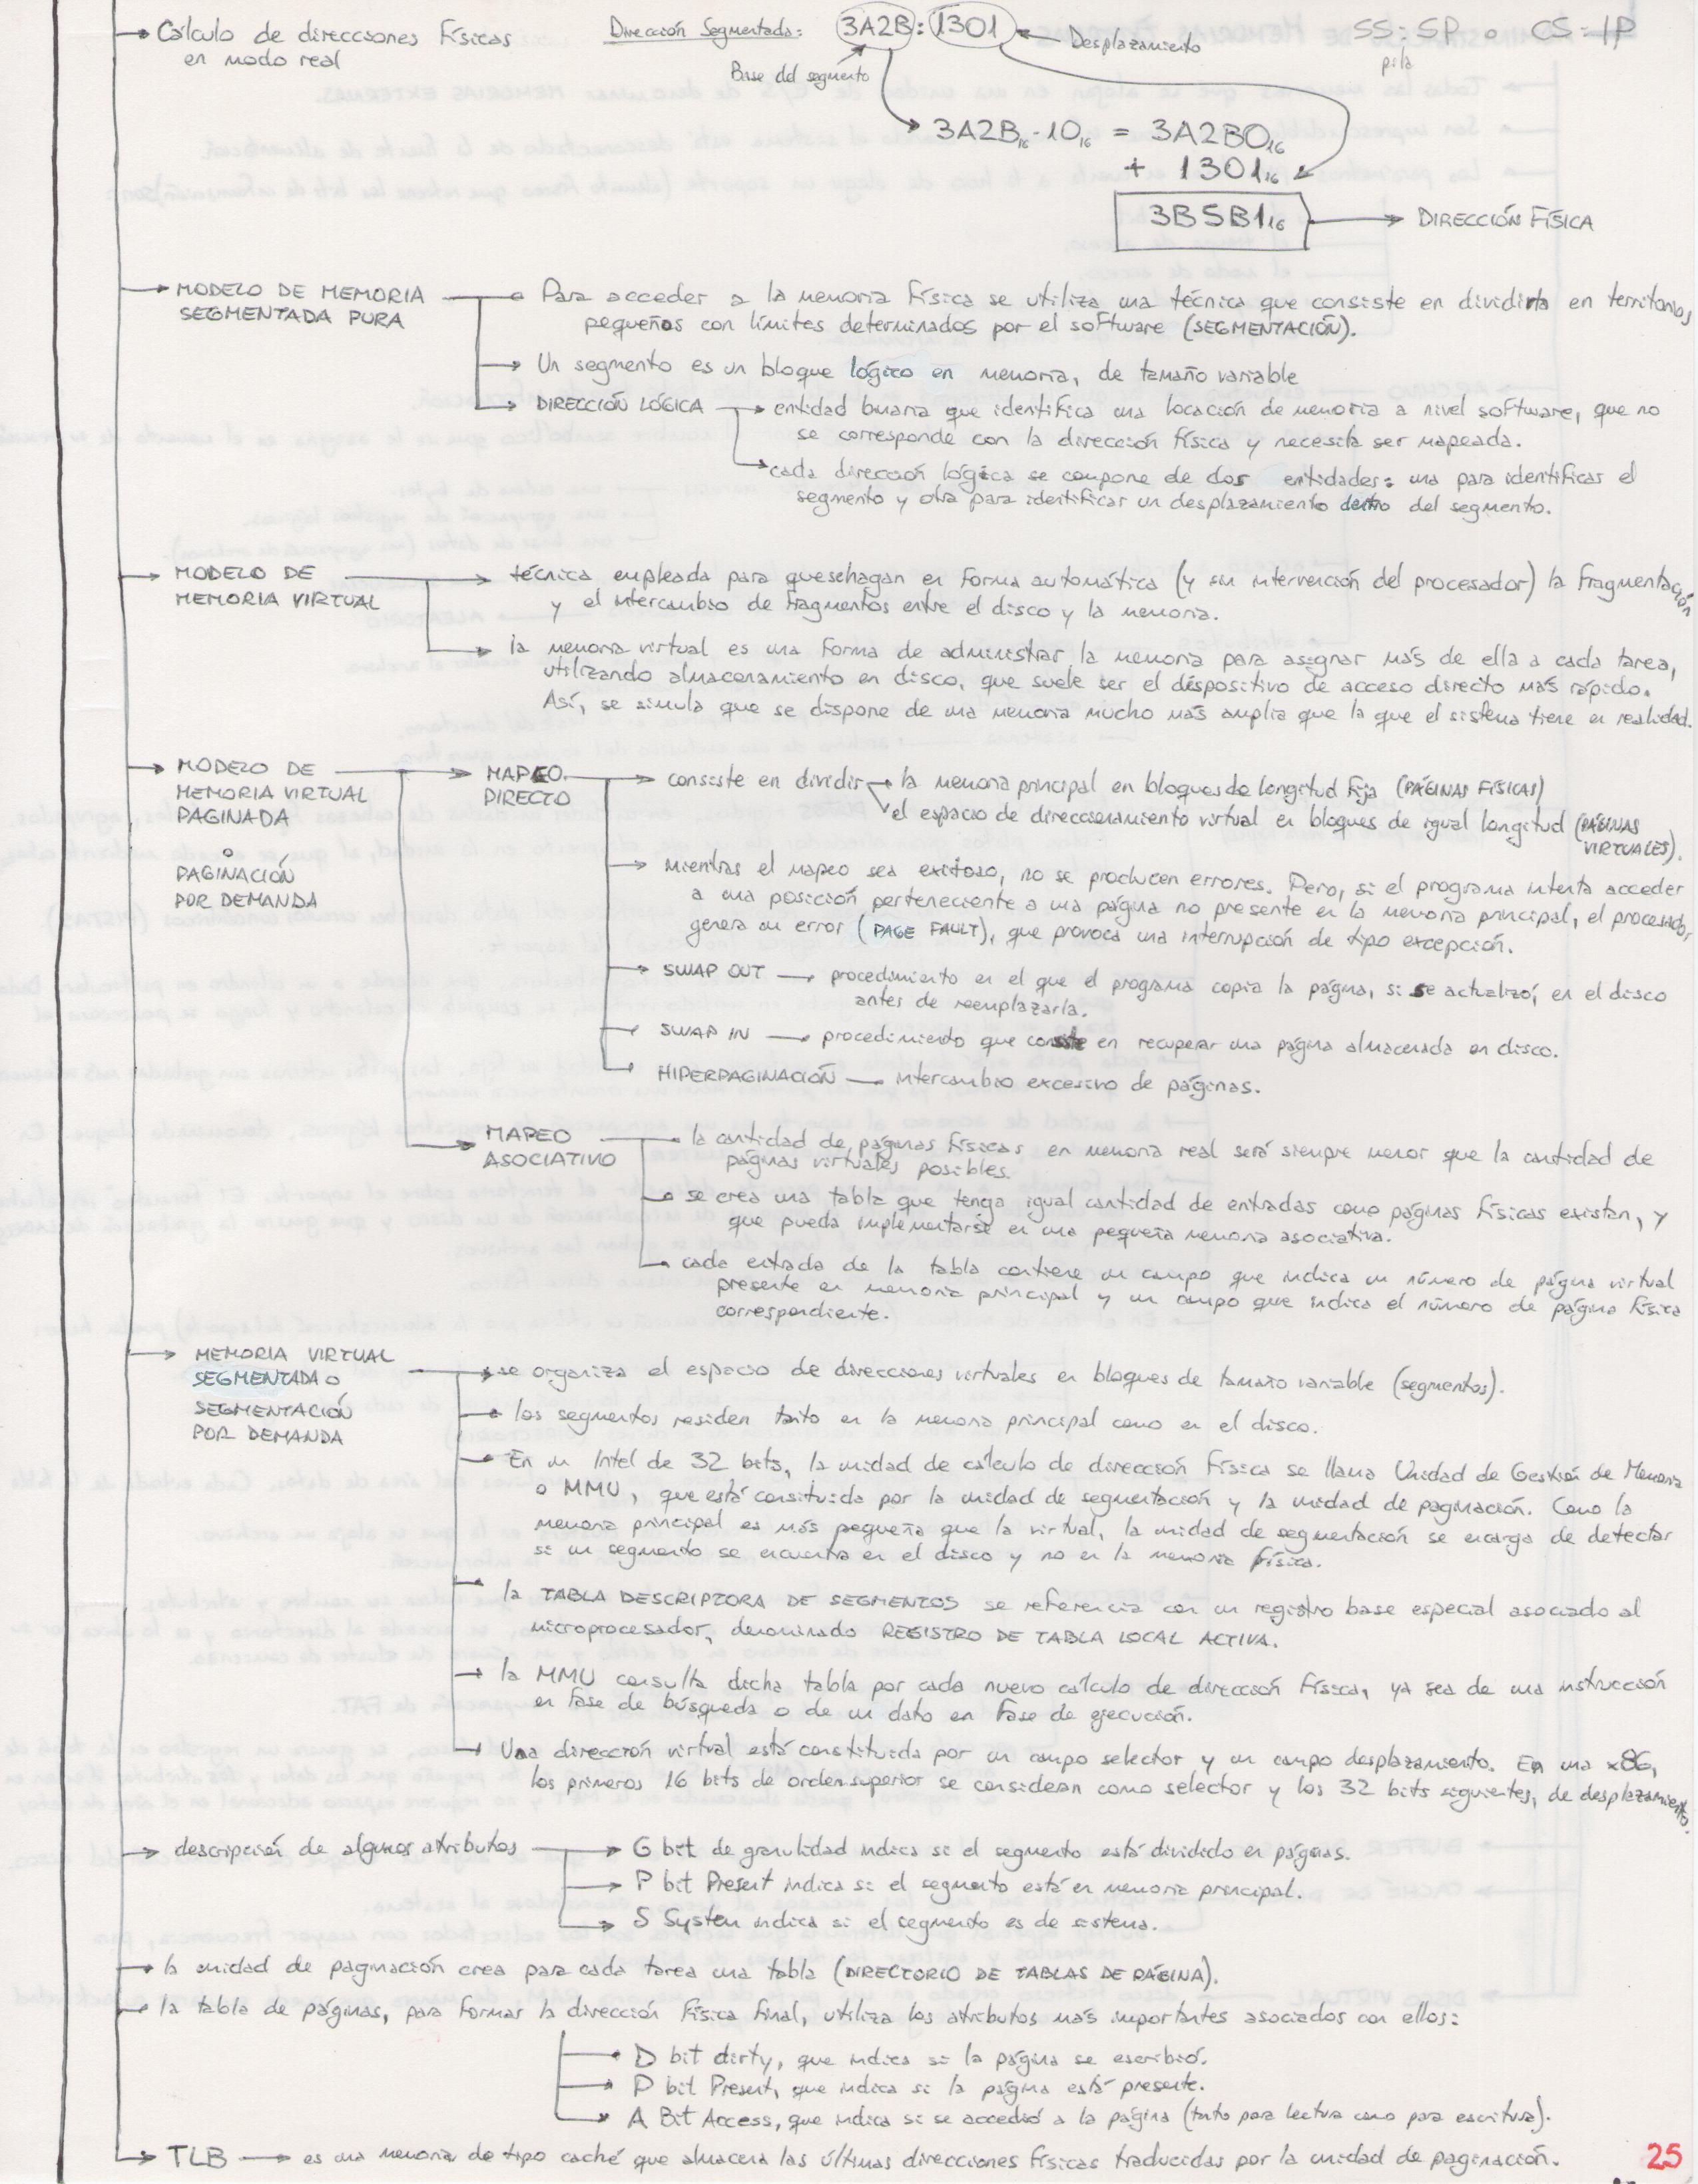 Cálculo de direcciones físicas
en modo real
Dirección Segmentada: 3A2B:1301
Desplazamiento
Base del segmento
SS:SP o CS:IP
pila
3A2B16·1016 = 3A2B016
+ 130116
3B5B116 DIRECCIÓN FÍSICA
MODELO DE MEMORIA
SEGMENTADA PURA
Para acceder a la memoria física se utiliza una técnica que consiste en dividirla en territorios
pequeños con límites determinados por el software (SEGMENTACIÓN).
Un segmento es un bloque lógico en memoria, de tamaño variable
DIRECCIÓN LÓGICA entidad binaria que identifica una locación de memoria a nivel software, que no
se corresponde con la dirección física y necesita ser mapeada.
cada dirección lógica se compone de dos entidades: una para identificar el
segmento y otra para identificar un desplazamiento dentro del segmento.
MODELO DE
MEMORIA VIRTUAL
técnica empleada para que se hagan en forma automática (y sin intervención del procesador) la fragmentación
y el intercambio de fragmentos entre el disco y la memoria.
la memoria virtual es una forma de administrar la memoria para asignar más de ella a cada tarea,
utilizando almacenamiento en disco, que suele ser el dispositivo de acceso directo más rápido.
Así, se simula que se dispone de una memoria mucho más amplia que la que el sistema tiene en realidad.
MODELO DE
MEMORIA VIRTUAL
PAGINADA
o
PAGINACIÓN
POR DEMANDA
MAPEO
DIRECTO
consiste en dividir la memoria principal en bloques de longitud fija (PÁGINAS FÍSICAS)
el espacio de direccionamiento virtual en bloques de igual longitud (PÁGINAS
VIRTUALES).
Mientras el mapeo sea exitoso, no se producen errores. Pero, si el programa intenta acceder
a una posición perteneciente a una página no presente en la memoria principal, el procesador
genera un error (PAGE FAULT), que provoca una interrupción de tipo excepción.
SWAP OUT procedimiento en el que el programa copia la página, si se actualizó, en el disco
antes de reemplazarla.
SWAP IN procedimiento que consiste en recuperar una página almacenada en disco.
HIPERPAGINACIÓN intercambio excesivo de páginas.
MAPEO
ASOCIATIVO
la cantidad de páginas físicas en memoria real será siempre menor que la cantidad de
páginas virtuales posibles.
se crea una tabla que tenga igual cantidad de entradas como páginas físicas existan, y
que pueda implementarse en una pequeña memoria asociativa.
cada entrada de la tabla contiene un campo que indica un número de página virtual
presente en memoria principal y un campo que indica el número de página física
correspondiente.
MEMORIA VIRTUAL
SEGMENTADA o
SEGMENTACIÓN
POR DEMANDA
se organiza el espacio de direcciones virtuales en bloques de tamaño variable (segmentos).
los segmentos residen tanto en la memoria principal como en el disco.
En un Intel de 32 bits, la unidad de cálculo de dirección física se llama Unidad de Gestión de Memoria
o MMU, que está consituida por la unidad de segmentación y la unidad de paginación. Como la
memoria principal es más pequeña que la virtual, la unidad de segmentación se encarga de detectar
si un segmento se encuentra en el disco y no en la memoria física.
la TABLA DESCRIPTORA DE SEGMENTOS se referencia con un registro base especial asociado al
microprocesador, denominado REGISTRO DE TABLA LOCAL ACTIVA.
la MMU consulta dicha tabla por cada nuevo cálculo de dirección física, ya sea de una instrucción
en fase de búsqueda o de un dato en fase de ejecución.
Una dirección virtual está constituida por un campo selector y un campo desplazamiento. En una x86,
los primeros 16 bits de orden superior se consideran como selector y los 32 bits siguientes, de desplazamiento.
descripción de algunos atributos
G bit de granulidad indica si el segmento está dividido en páginas.
P bit Present indica si el segmento está en memoria principal.
S System indica si el segmento es de sistema.
la unidad de paginación crea para cada tarea una tabla (DIRECTORIO DE TABLAS DE PÁGINA).
la tabla de páginas, para formar la dirección física final, utiliza los atributos más importantes asociados con ellos:
D bit dirty, que indica si la página se escribió.
P bit Present, que indica si la página está presente.
A Bit Access, que indica si se accedió a la página (tanto para lectura como para escritura).
TLB es una memoria de tipo caché que almacena las últimas direcciones físicas traducidas por la unidad de paginación.
25